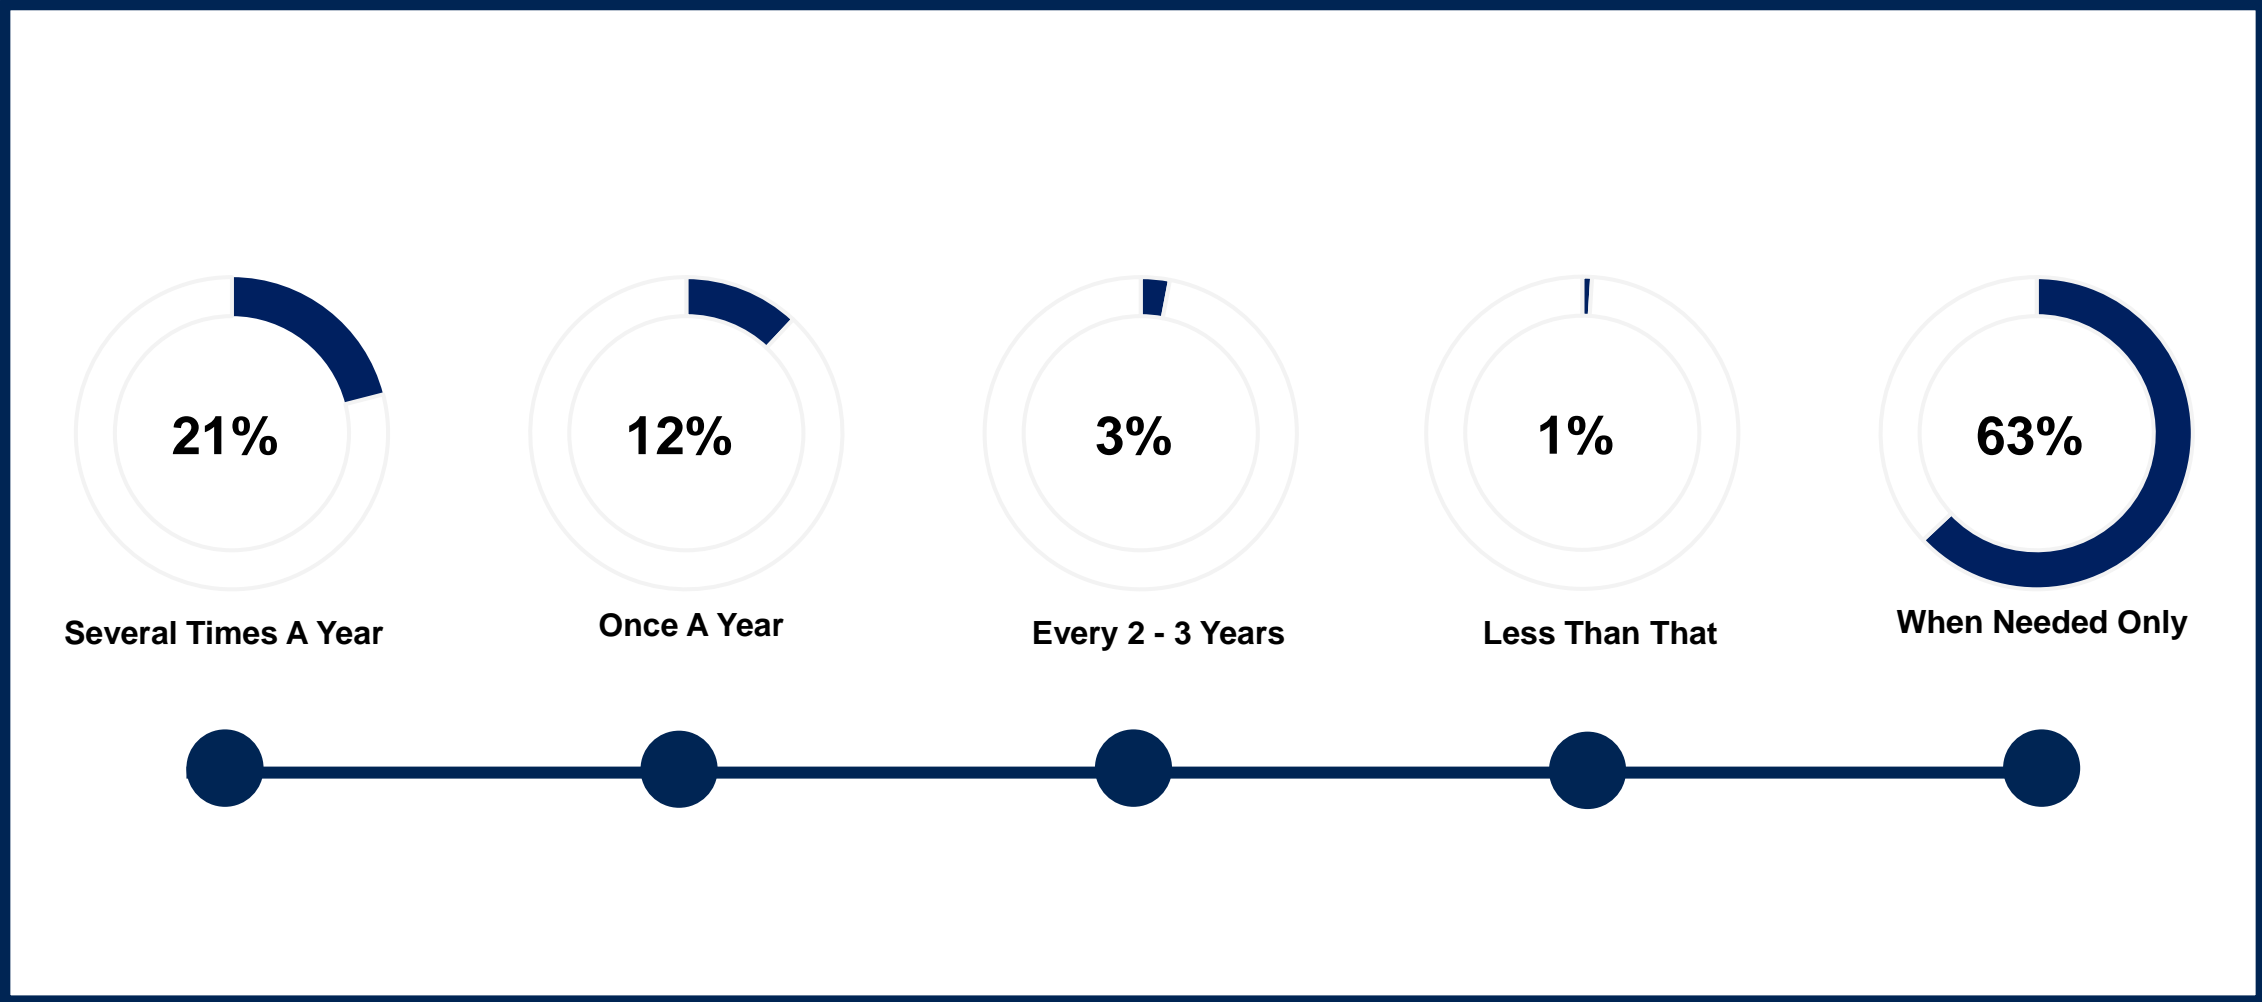 21%
12%
3%
1%
63%
Several Times A Year
Once A Year
Every 2 - 3 Years
Less Than That
When Needed Only